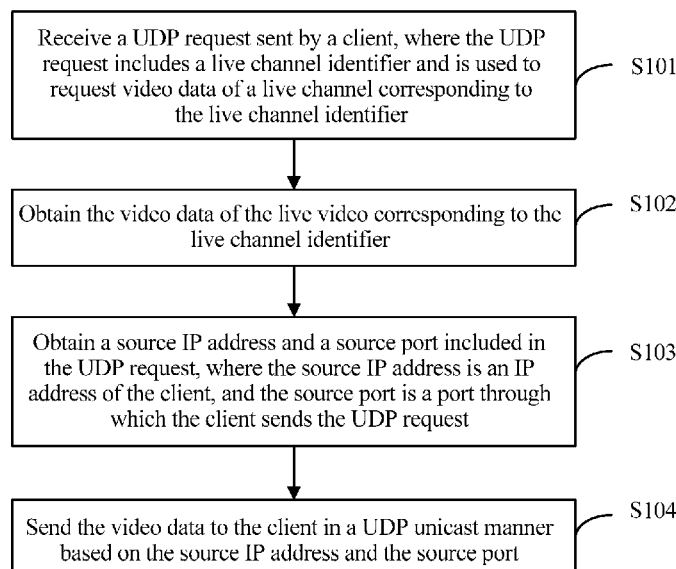 Receive a UDP request sent by a client, where the UDP
request includes a live channel identifier and is used to
request video data of a live channel corresponding to
the live channel identifier
S101
Obtain the video data of the live video corresponding to the
live channel identifier
S102
Obtain a source IP address and a source port included in
the UDP request, where the source IP address is an IP
address of the client, and the source port is a port through
which the client sends the UDP request
S103
Send the video data to the client in a UDP unicast manner
based on the source IP address and the source port
S104